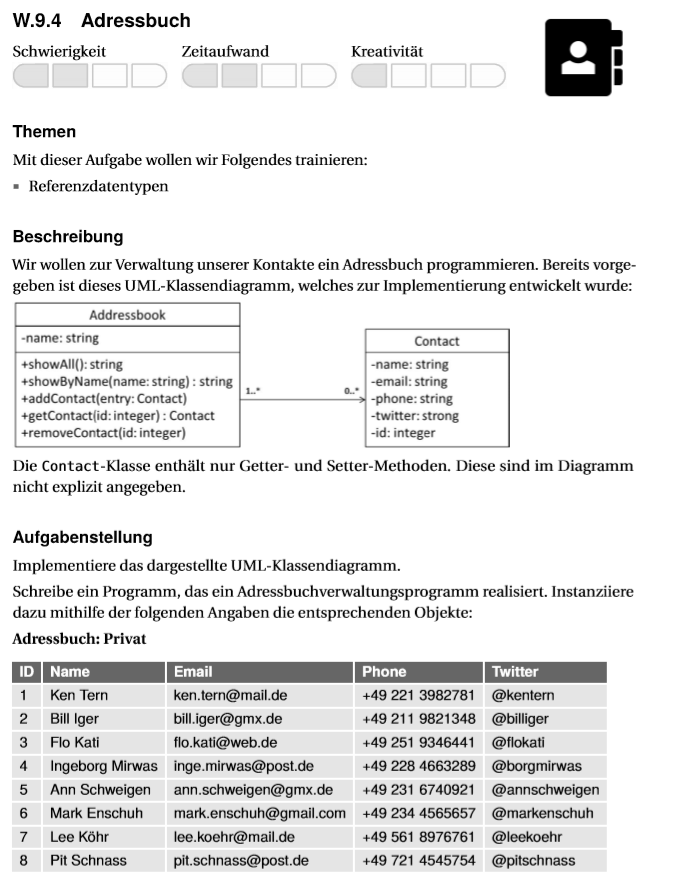 W.9.4 Adressbuch
Schwierigkeit Zeitaufwand Kreativität
Themen
Mit dieser Aufgabe wollen wir Folgendes trainieren:
▪ Referenzdatentypen
Beschreibung
Wir wollen zur Verwaltung unserer Kontakte ein Adressbuch programmieren. Bereits vorge-
geben ist dieses UML-Klassendiagramm, welches zur Implementierung entwickelt wurde:
Addressbook
-name: string
+showAll(): string
+showByName(name: string) : string
+addContact(entry: Contact)
+getContact(id: integer) : Contact
+removeContact(id: integer)
1..* 0..*
Contact
-name: string
-email: string
-phone: string
-twitter: strong
-id: integer
Die Contact-Klasse enthält nur Getter- und Setter-Methoden. Diese sind im Diagramm
nicht explizit angegeben.
Aufgabenstellung
Implementiere das dargestellte UML-Klassendiagramm.
Schreibe ein Programm, das ein Adressbuchverwaltungsprogramm realisiert. Instanziiere
dazu mithilfe der folgenden Angaben die entsprechenden Objekte:
Adressbuch: Privat
ID Name Email Phone Twitter
1 Ken Tern ken.tern@mail.de +49 221 3982781 @kentern
2 Bill Iger bill.iger@gmx.de +49 211 9821348 @billiger
3 Flo Kati flo.kati@web.de +49 251 9346441 @flokati
4 Ingeborg Mirwas inge.mirwas@post.de +49 228 4663289 @borgmirwas
5 Ann Schweigen ann.schweigen@gmx.de +49 231 6740921 @annschweigen
6 Mark Enschuh mark.enschuh@gmail.com +49 234 4565657 @markenschuh
7 Lee Köhr lee.koehr@mail.de +49 561 8976761 @leekoehr
8 Pit Schnass pit.schnass@post.de +49 721 4545754 @pitschnass